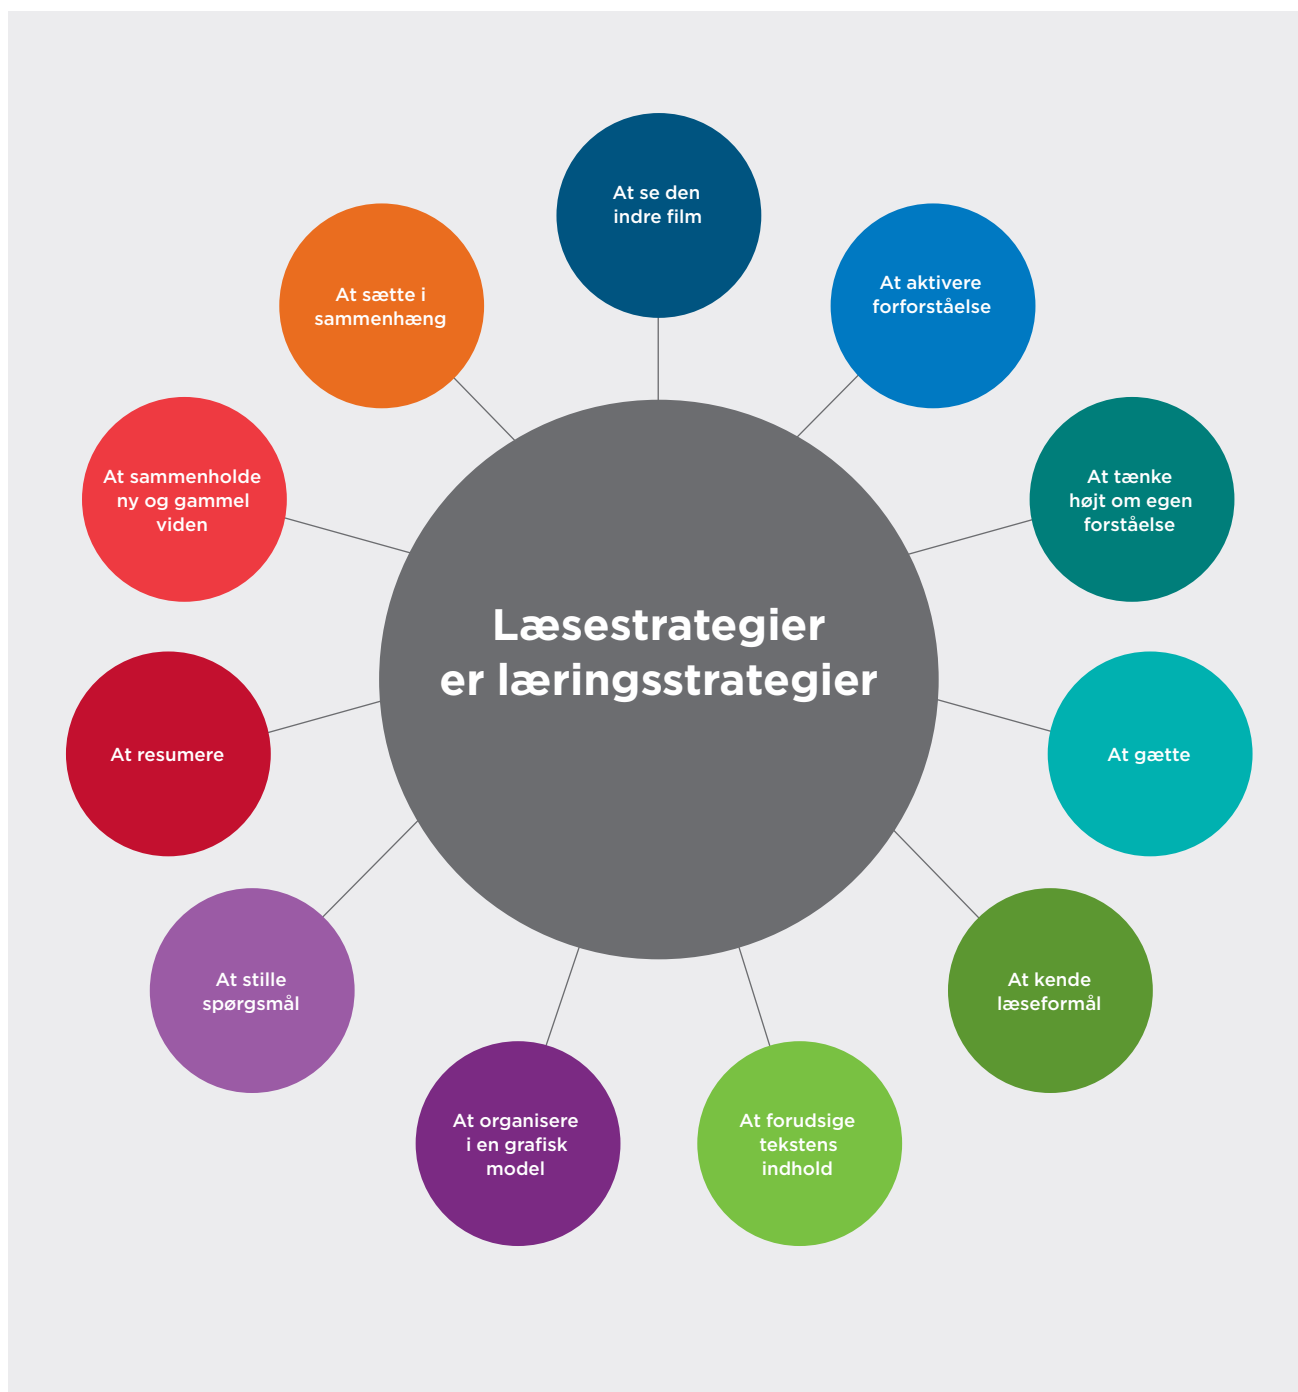 At se den
indre film
At aktivere
forforståelse
At tænke
højt om egen
forståelse
At gætte
At kende
læseformål
At forudsige
tekstens
indhold
At organisere
i en grafisk
model
At stille
spørgsmål
At resumere
At sammenholde
ny og gammel
viden
At sætte i
sammenhæng
Læsestrategier
er læringsstrategier